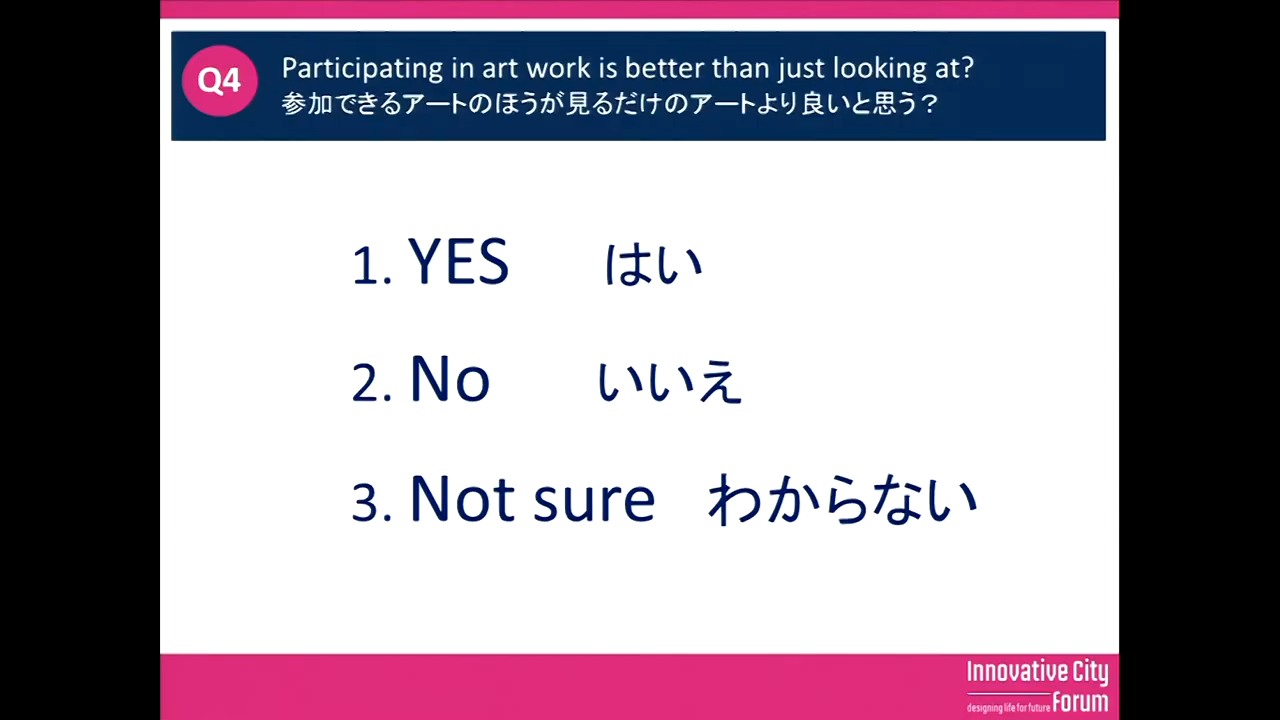 Q4
Participating in art work is better than just looking at?
参加できるアートのほうが見るだけのアートより良いと思う？
1. YES はい
2. No いいえ
3. Not sure わからない
Innovative City
designing life for future Forum